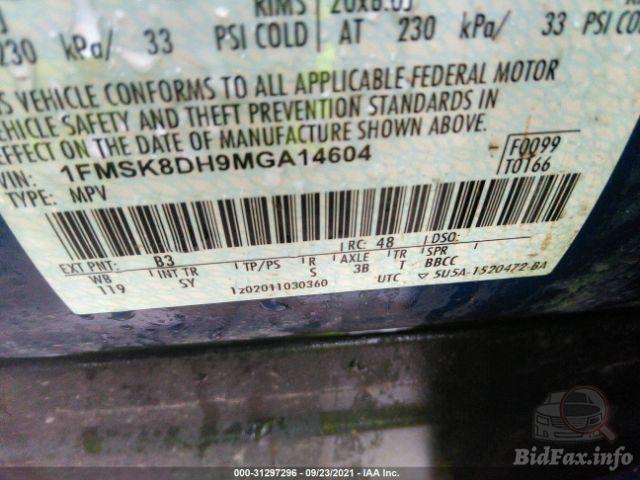 RIMS 20x8.0J
230 kPa/ 33 PSI COLD AT 230 kPa/ 33 PSI COLD
VEHICLE CONFORMS TO ALL APPLICABLE FEDERAL MOTOR
VEHICLE SAFETY AND THEFT PREVENTION STANDARDS IN
EFFECT ON THE DATE OF MANUFACTURE SHOWN ABOVE.
VIN: 1FMSK8DH9MGA14604
F0099
T0166
TYPE: MPV
EXT PNT: B3 RC: 48 DSO:
WB INT TR TP/PS R AXLE TR SPR
119 SY S 3B T BBCC
1202011030360 UTC 5U5A-1520472-BA
BidFax.info
000-31297296 - 09/23/2021 - IAA Inc.